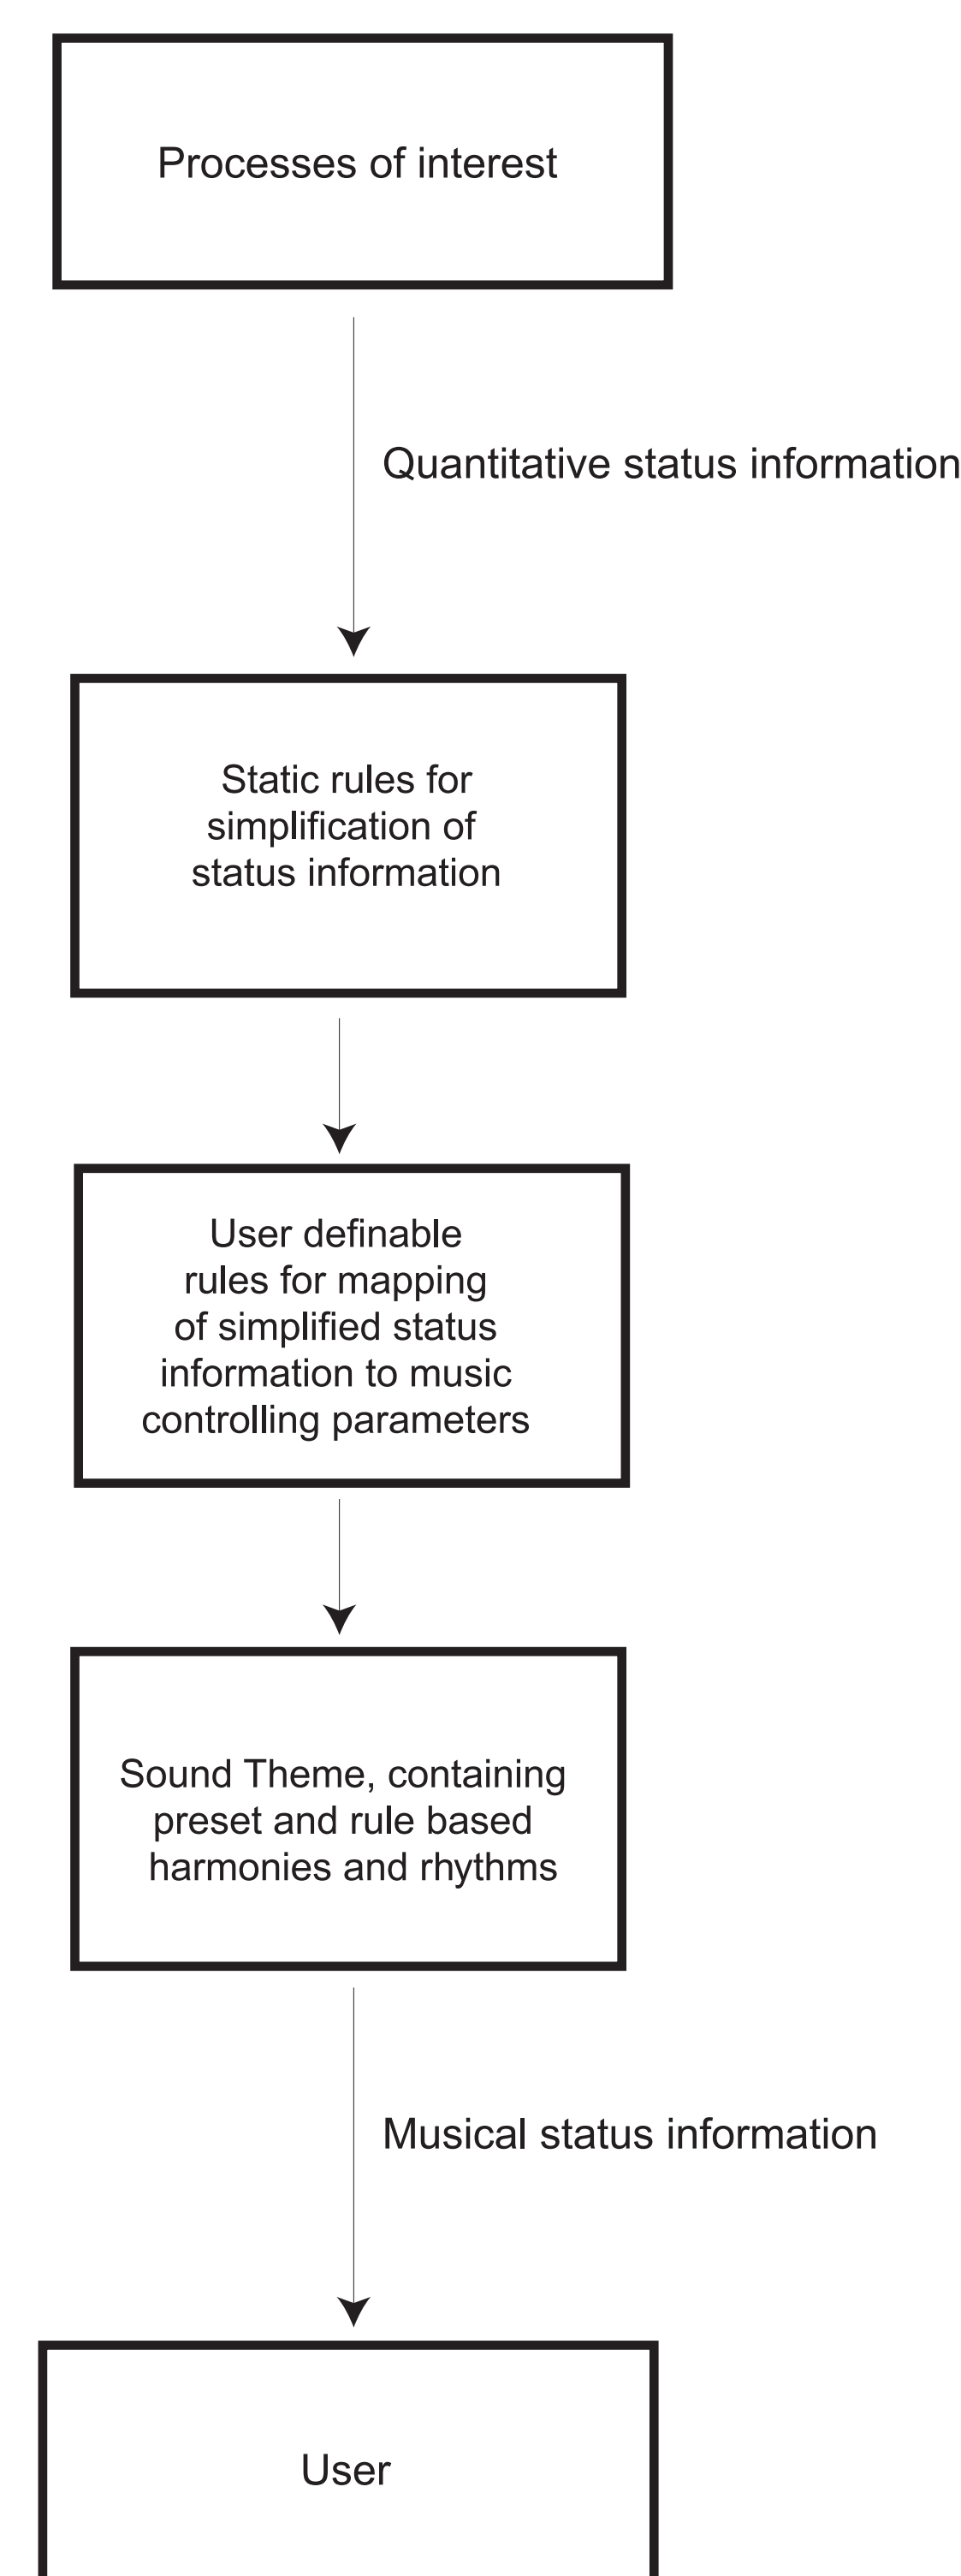 Processes of interest
Quantitative status information
Static rules for
simplification of
status information
User definable
rules for mapping
of simplified status
information to music
controlling parameters
Sound Theme, containing
preset and rule based
harmonies and rhythms
Musical status information
User